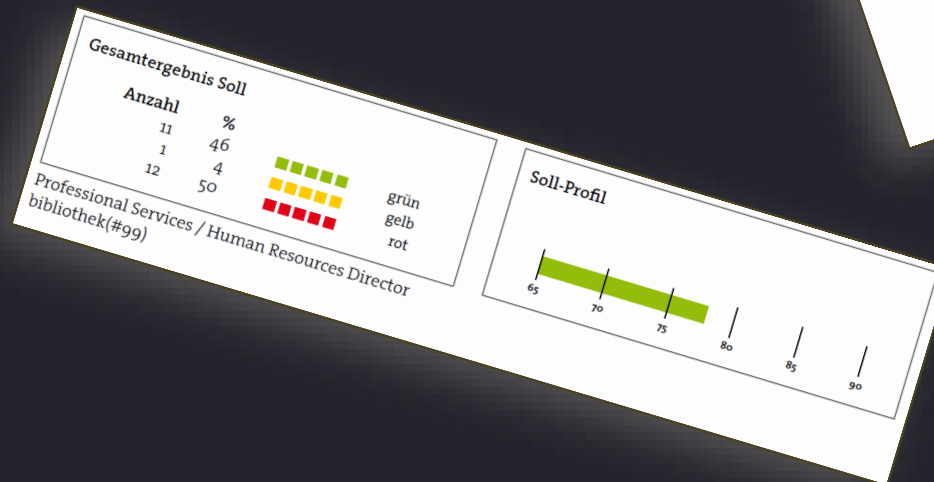 Gesamtergebnis Soll
Anzahl %
11 46 grün
1 4 gelb
12 50 rot
Professional Services / Human Resources Director
bibliothek(#99)
Soll-Profil
65 70 75 80 85 90